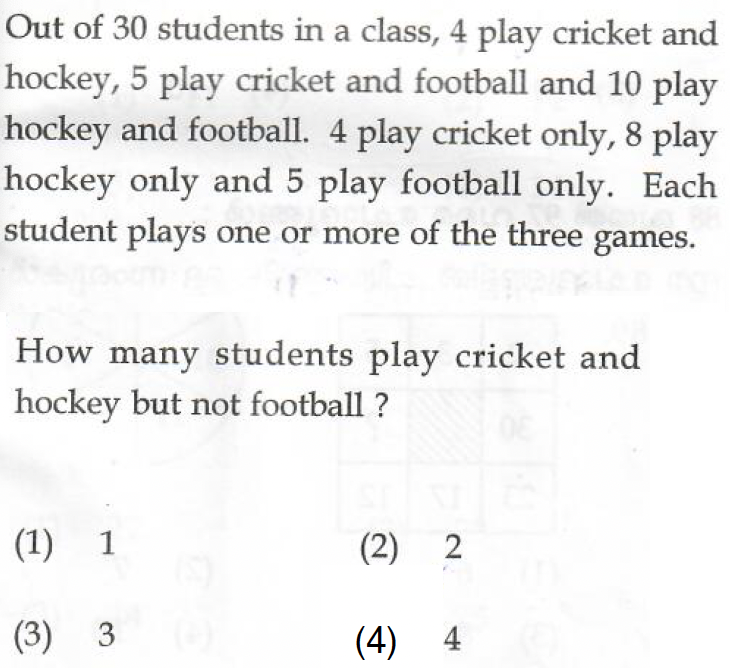 Out of 30 students in a class, 4 play cricket and
hockey, 5 play cricket and football and 10 play
hockey and football. 4 play cricket only, 8 play
hockey only and 5 play football only. Each
student plays one or more of the three games.
How many students play cricket and
hockey but not football ?
(1) 1 (2) 2
(3) 3 (4) 4